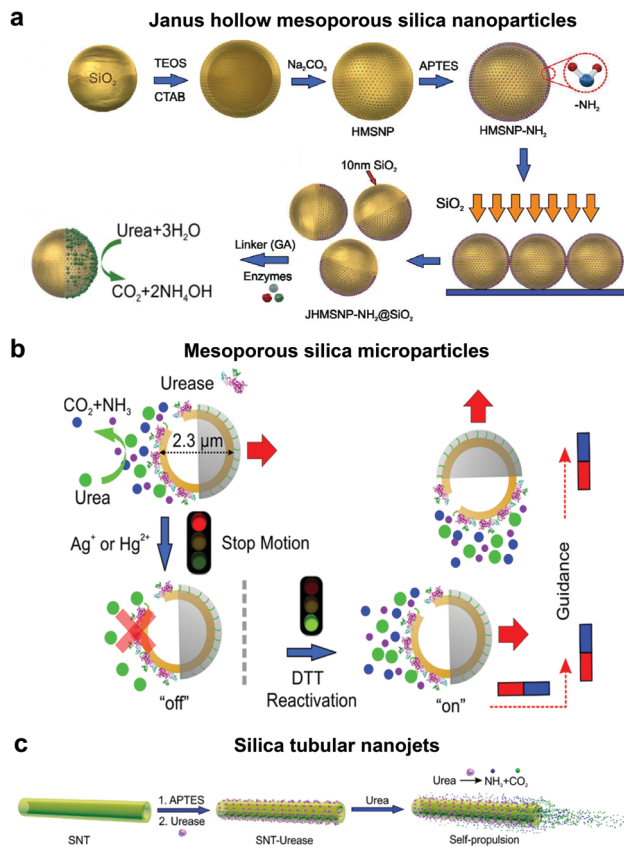 a
Janus hollow mesoporous silica nanoparticles
SiO₂
TEOS
CTAB
Na₂CO₃
HMSNP
APTES
HMSNP-NH₂
-NH₂
SiO₂
10nm SiO₂
JHMSNP-NH₂@SiO₂
Linker (GA)
Enzymes
Urea+3H₂O
CO₂+2NH₄OH
b
Mesoporous silica microparticles
Urease
CO₂+NH₃
2.3 µm
Urea
Ag⁺ or Hg²⁺
Stop Motion
"off"
DTT
Reactivation
"on"
Guidance
c
Silica tubular nanojets
SNT
1. APTES
2. Urease
SNT-Urease
Urea
Urea NH₃+CO₂
Self-propulsion